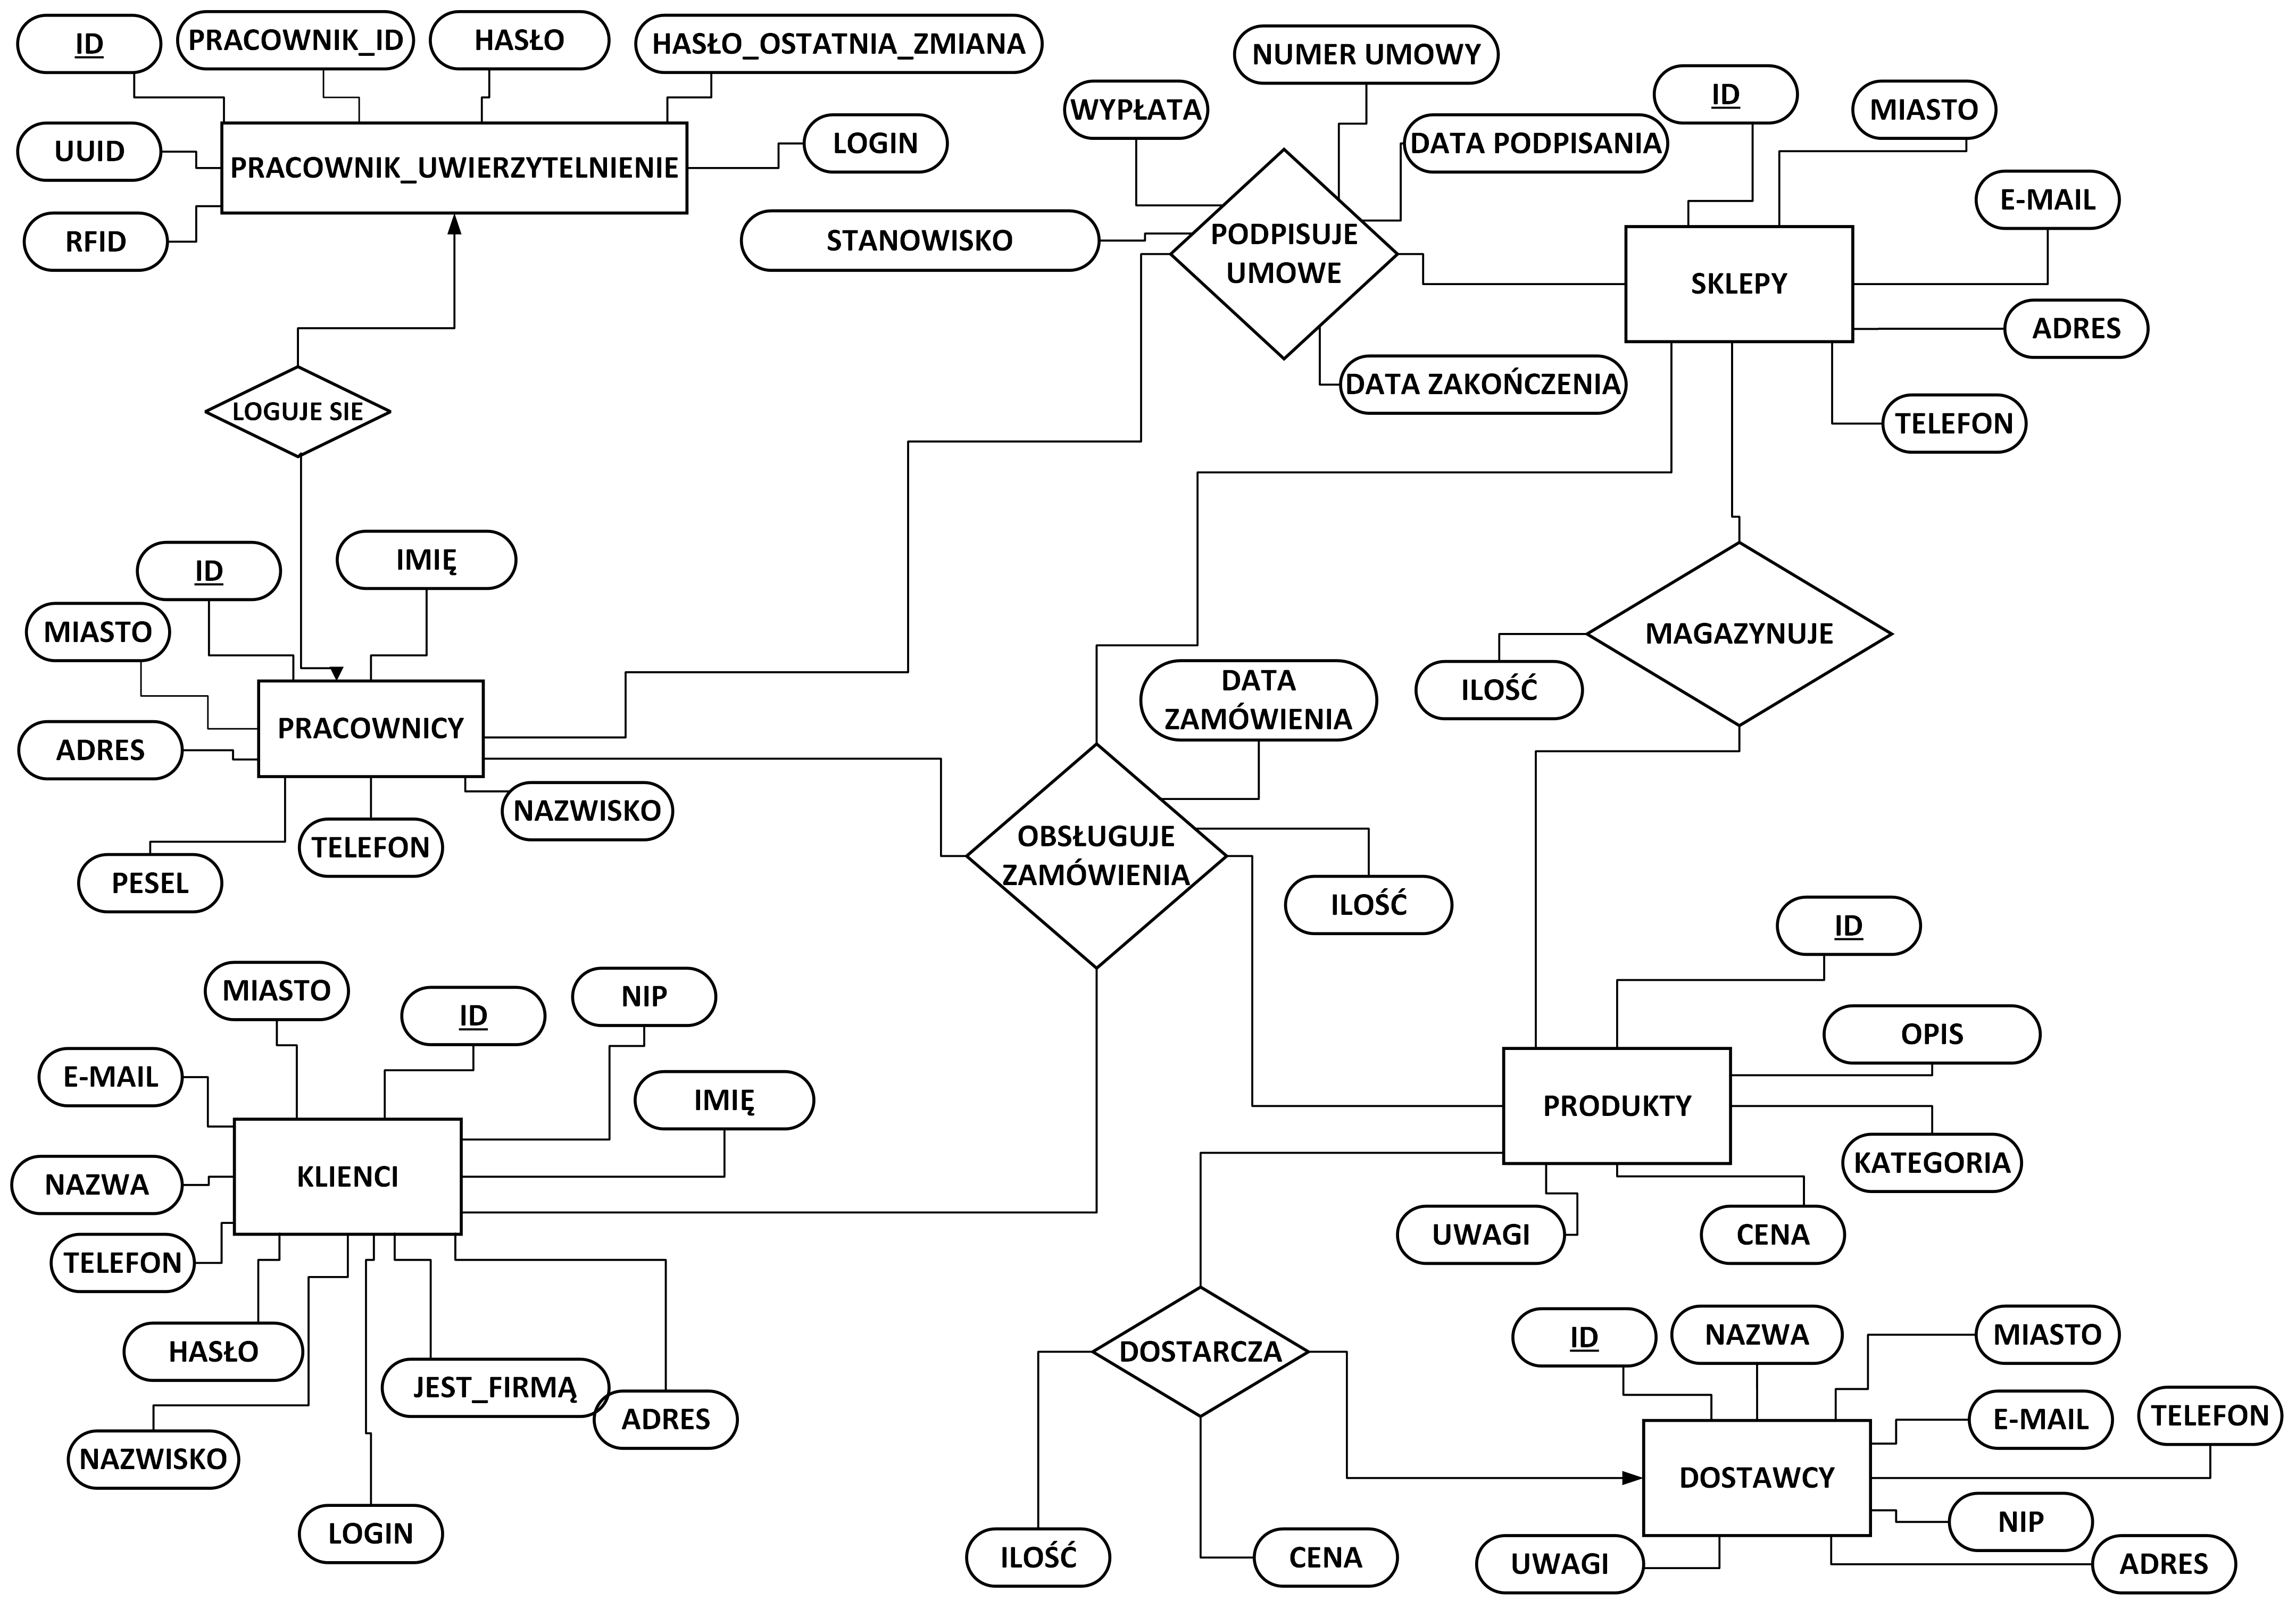 ID
PRACOWNIK_ID
HASŁO
HASŁO_OSTATNIA_ZMIANA
UUID
PRACOWNIK_UWIERZYTELNIENIE
LOGIN
RFID
LOGUJE SIE
NUMER UMOWY
WYPŁATA
DATA PODPISANIA
STANOWISKO
PODPISUJE
UMOWE
DATA ZAKOŃCZENIA
ID
MIASTO
E-MAIL
SKLEPY
ADRES
TELEFON
ID
IMIĘ
MIASTO
PRACOWNICY
ADRES
NAZWISKO
TELEFON
PESEL
MAGAZYNUJE
ILOŚĆ
DATA
ZAMÓWIENIA
OBSŁUGUJE
ZAMÓWIENIA
ILOŚĆ
MIASTO
ID
NIP
E-MAIL
IMIĘ
KLIENCI
NAZWA
TELEFON
HASŁO
JEST_FIRMĄ
ADRES
NAZWISKO
LOGIN
ID
OPIS
PRODUKTY
KATEGORIA
UWAGI
CENA
DOSTARCZA
ILOŚĆ
CENA
ID
NAZWA
MIASTO
E-MAIL
TELEFON
DOSTAWCY
NIP
UWAGI
ADRES